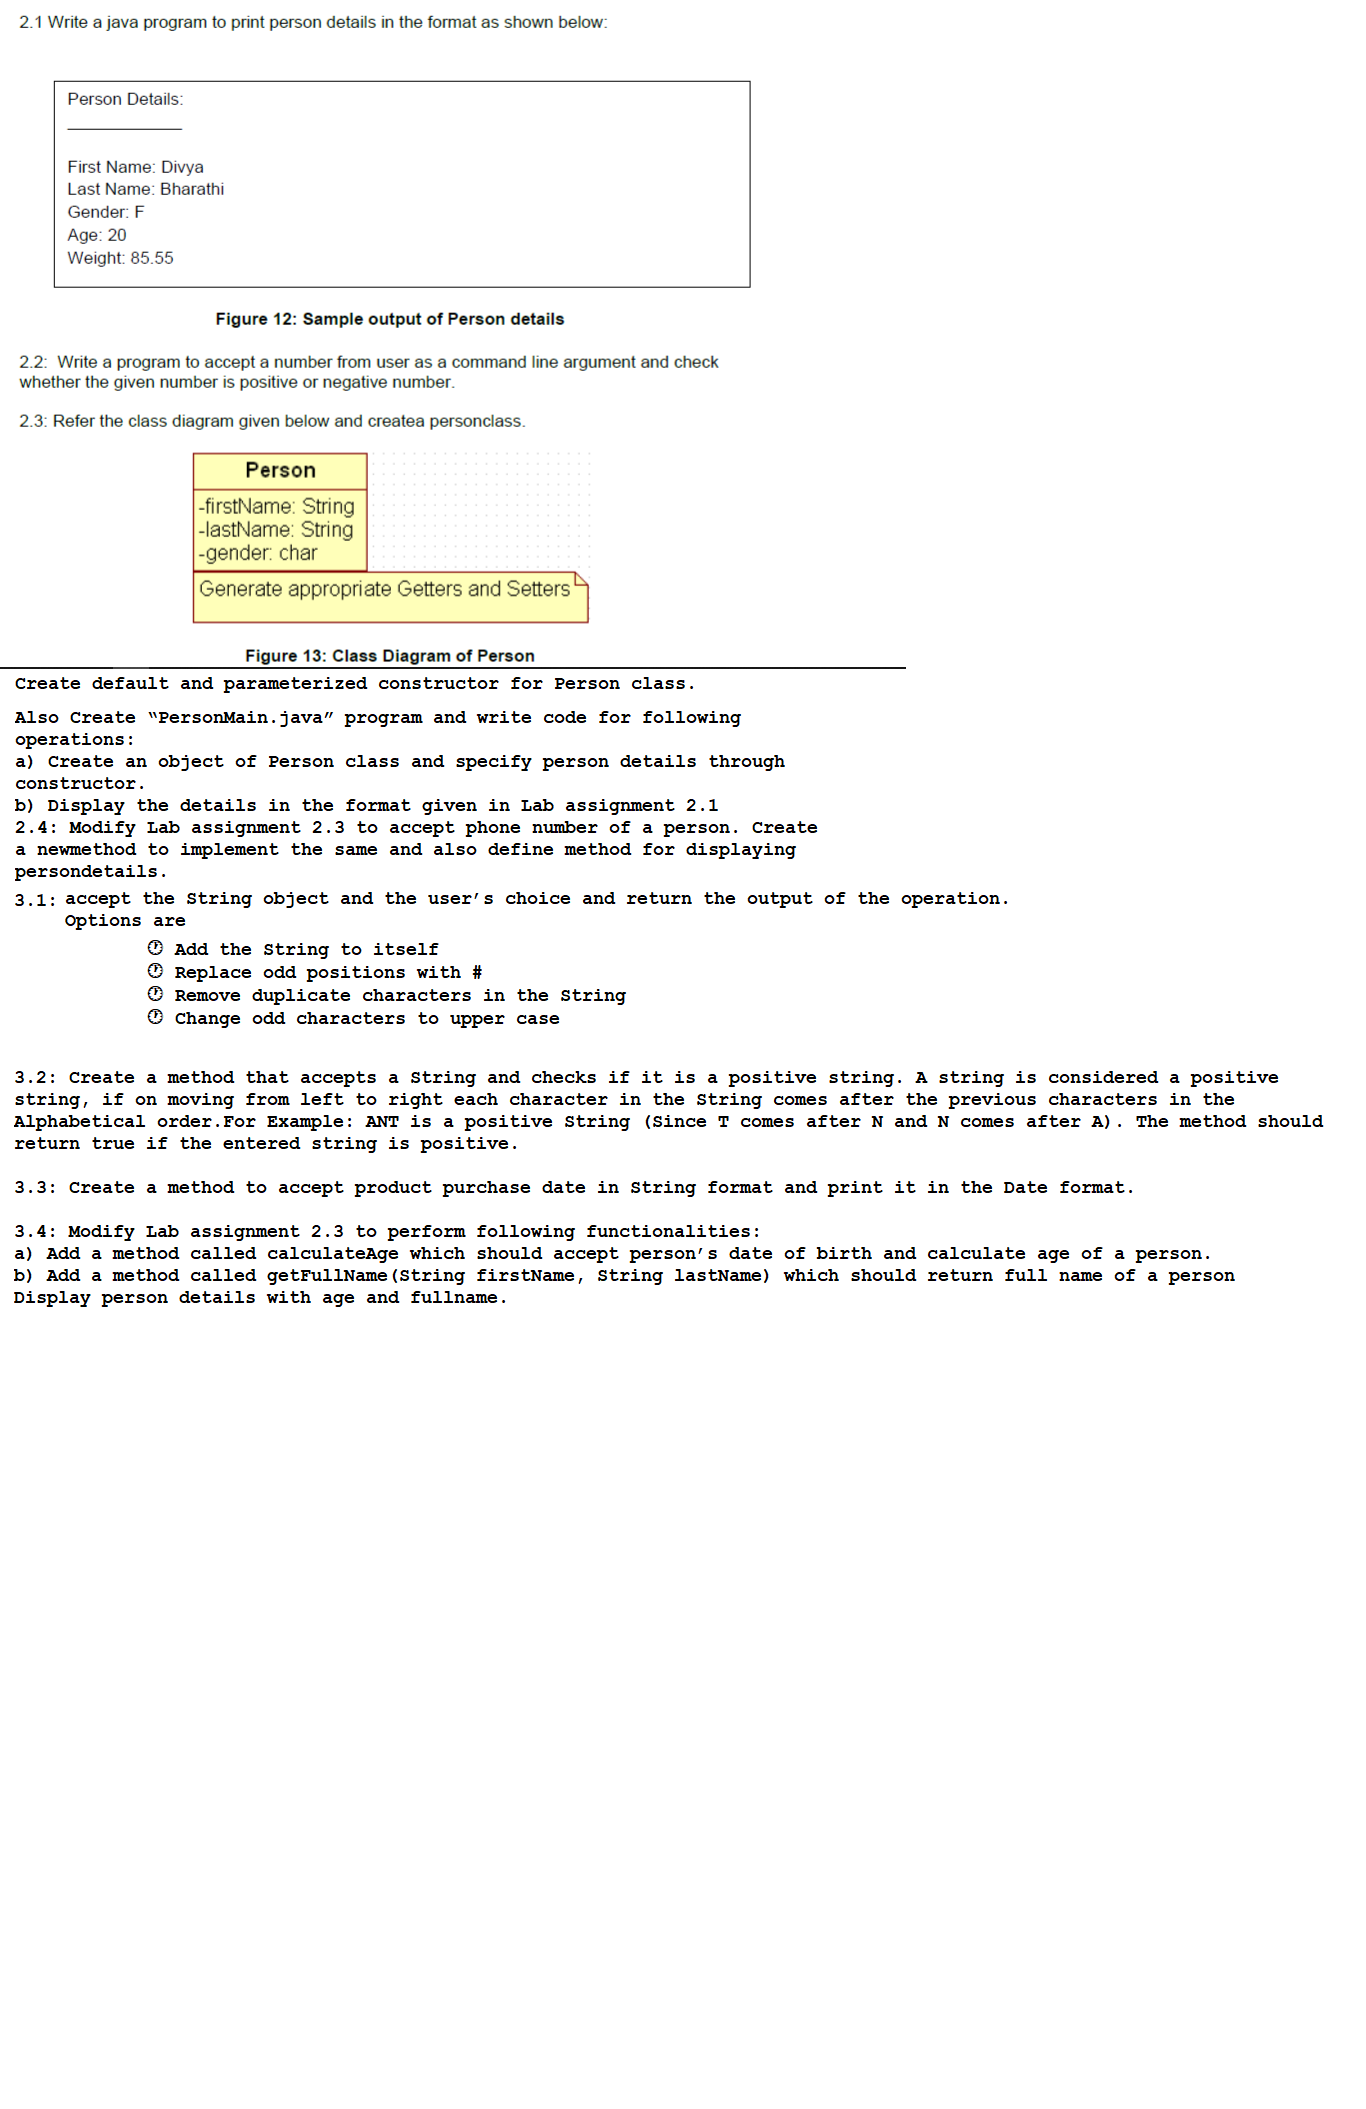 2.1 Write a java program to print person details in the format as shown below:
Person Details:
____________
First Name: Divya
Last Name: Bharathi
Gender: F
Age: 20
Weight: 85.55
Figure 12: Sample output of Person details
2.2:  Write a program to accept a number from user as a command line argument and check
whether the given number is positive or negative number.
2.3: Refer the class diagram given below and createa personclass.
Person
-firstName: String
-lastName: String
-gender: char
Generate appropriate Getters and Setters
Figure 13: Class Diagram of Person
Create default and parameterized constructor for Person class.
Also Create “PersonMain.java” program and write code for following
operations:
a) Create an object of Person class and specify person details through
constructor.
b) Display the details in the format given in Lab assignment 2.1
2.4: Modify Lab assignment 2.3 to accept phone number of a person. Create
a newmethod to implement the same and also define method for displaying
persondetails.
3.1: accept the String object and the user’s choice and return the output of the operation.
Options are
Add the String to itself
Replace odd positions with #
Remove duplicate characters in the String
Change odd characters to upper case
3.2: Create a method that accepts a String and checks if it is a positive string. A string is considered a positive
string, if on moving from left to right each character in the String comes after the previous characters in the
Alphabetical order.For Example: ANT is a positive String (Since T comes after N and N comes after A). The method should
return true if the entered string is positive.
3.3: Create a method to accept product purchase date in String format and print it in the Date format.
3.4: Modify Lab assignment 2.3 to perform following functionalities:
a) Add a method called calculateAge which should accept person’s date of birth and calculate age of a person.
b) Add a method called getFullName(String firstName, String lastName) which should return full name of a person
Display person details with age and fullname.